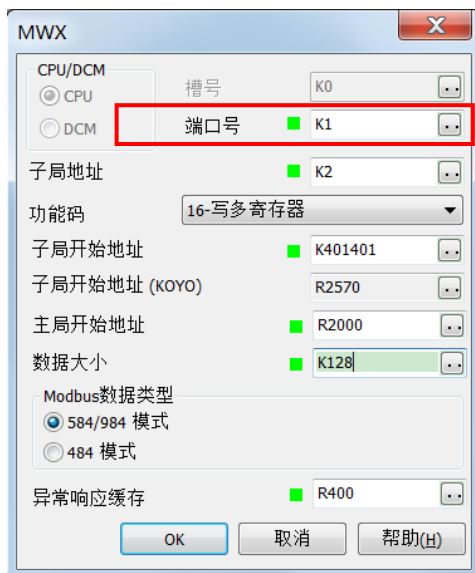 MWX
X
CPU/DCM
CPU
槽号
K0
..
DCM
端口号
K1
..
子局地址
K2
..
功能码
16-写多寄存器
子局开始地址
K401401
..
子局开始地址 (KOYO)
R2570
..
主局开始地址
R2000
..
数据大小
K128
..
Modbus数据类型
584/984 模式
484 模式
异常响应缓存
R400
..
OK
取消
帮助(H)